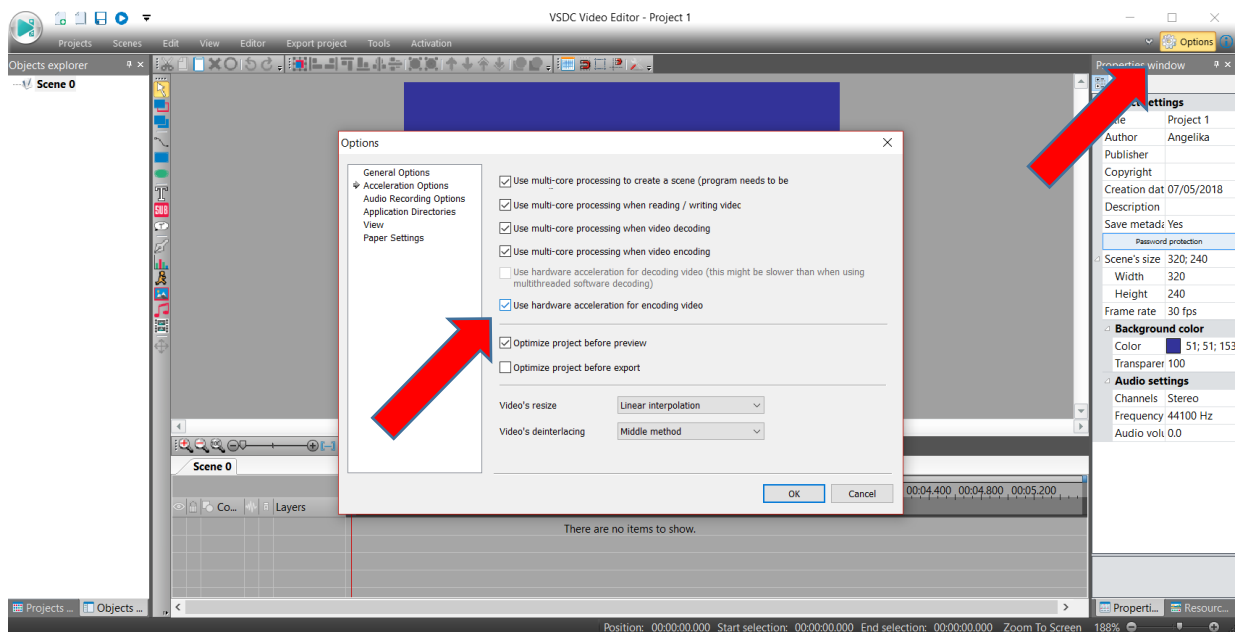 VSDC Video Editor - Project 1
Projects Scenes Edit View Editor Export project Tools Activation
Options
Objects explorer
Scene 0
Properties window
Options
General Options
Acceleration Options
Audio Recording Options
Application Directories
View
Paper Settings
Use multi-core processing to create a scene (program needs to be
Use multi-core processing when reading / writing videc
Use multi-core processing when video decoding
Use multi-core processing when video encoding
Use hardware acceleration for decoding video (this might be slower than when using
multithreaded software decoding)
Use hardware acceleration for encoding video
Optimize project before preview
Optimize project before export
Video's resize Linear interpolation
Video's deinterlacing Middle method
OK Cancel
T
SUB
ettings
Project 1
Author Angelika
Publisher
Copyright
Creation dat 07/05/2018
Description
Save metada Yes
Password protection
Scene's size 320; 240
Width 320
Height 240
Frame rate 30 fps
Background color
Color 51; 51; 153
Transparer 100
Audio settings
Channels Stereo
Frequency 44100 Hz
Audio volu 0.0
Scene 0
00:04.400 00:04.800 00:05.200
Co... Layers
There are no items to show.
Projects ... Objects ...
Properti... Resourc...
Position: 00:00:00.000 Start selection: 00:00:00.000 End selection: 00:00:00.000 Zoom To Screen 188%